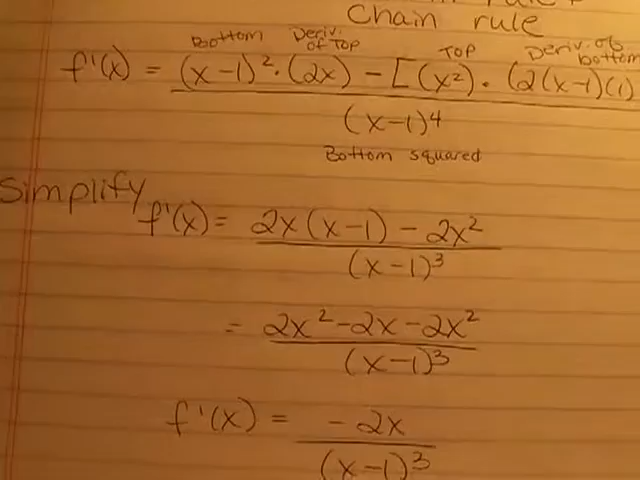 Chain rule
Bottom Deriv. of Top Top Deriv. of bottom
f'(x) = (x-1)²·(2x) - [(x²)·(2(x-1)(1)
(x-1)⁴
Bottom squared
Simplify
f'(x) = 2x(x-1) - 2x²
(x-1)³
= 2x²-2x-2x²
(x-1)³
f'(x) = -2x
(x-1)³